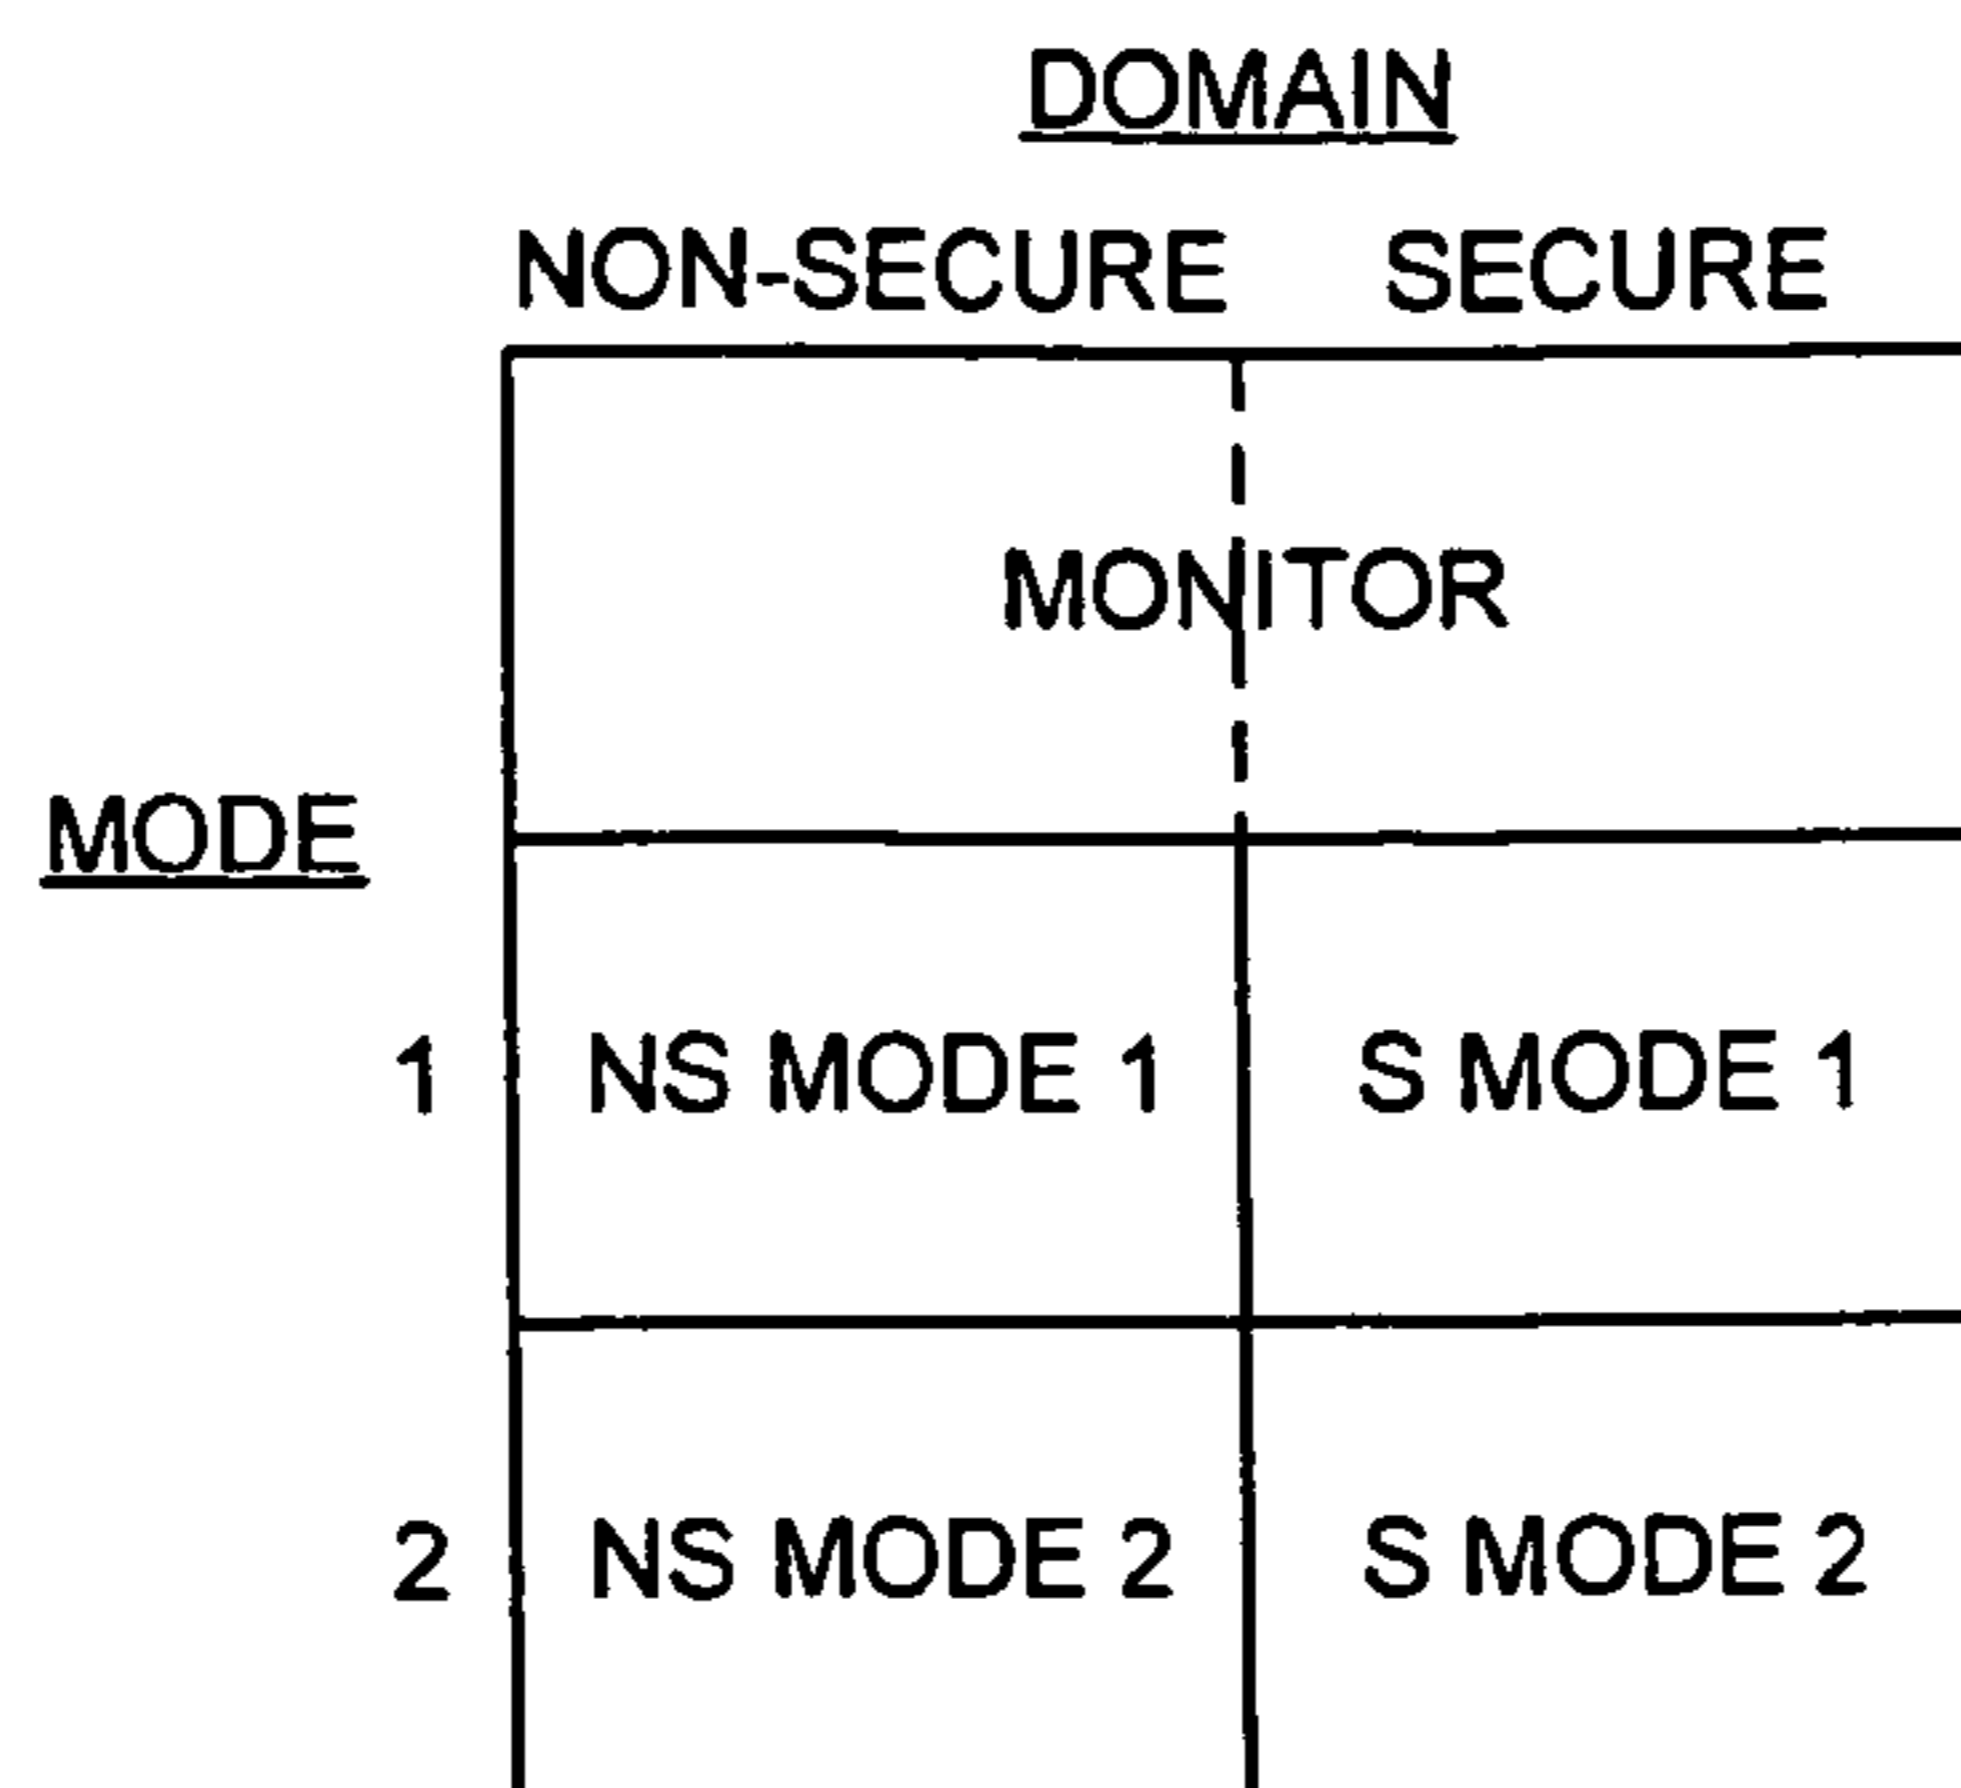 DOMAIN
NON-SECURE SECURE
MONITOR
MODE
1 NS MODE 1 S MODE 1
2 NS MODE 2 S MODE 2